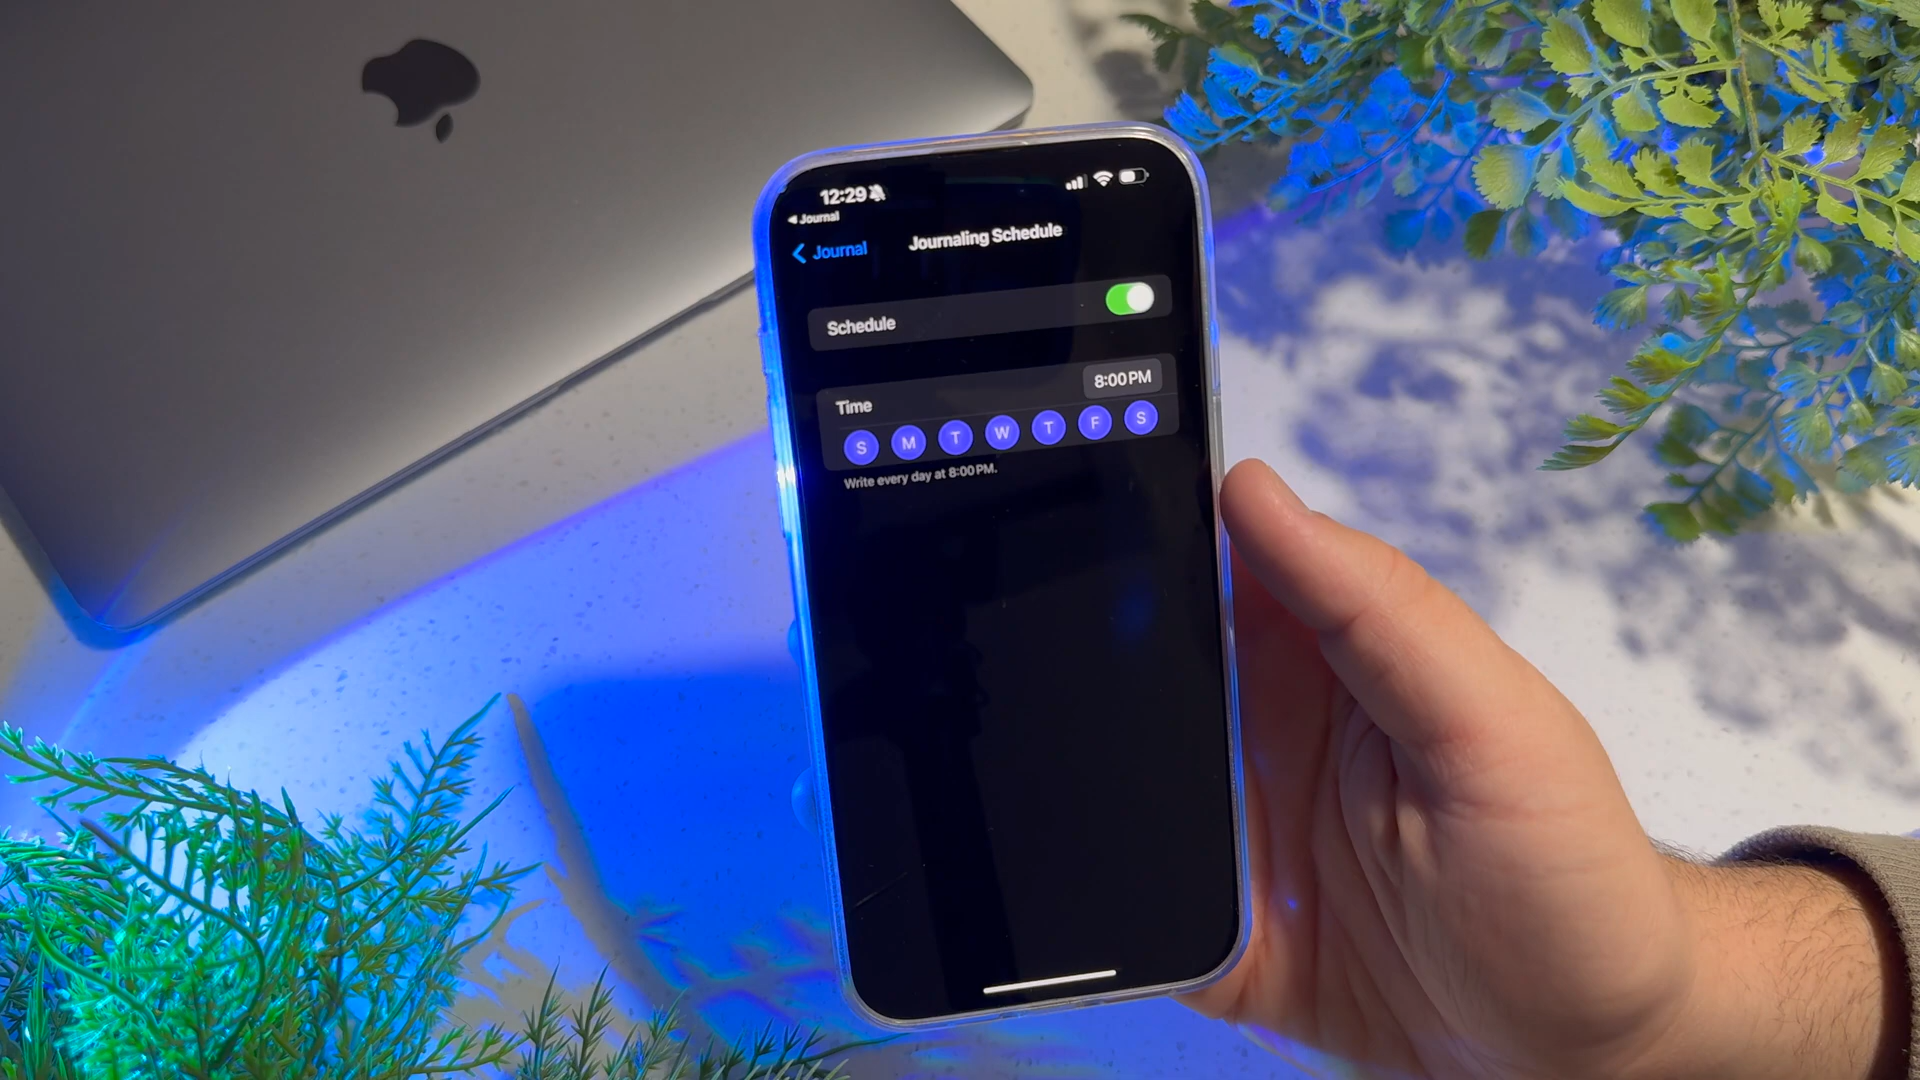 12:29
◀ Journal
Journal
Journaling Schedule
Schedule
Time
8:00 PM
S M T W T F S
Write every day at 8:00 PM.